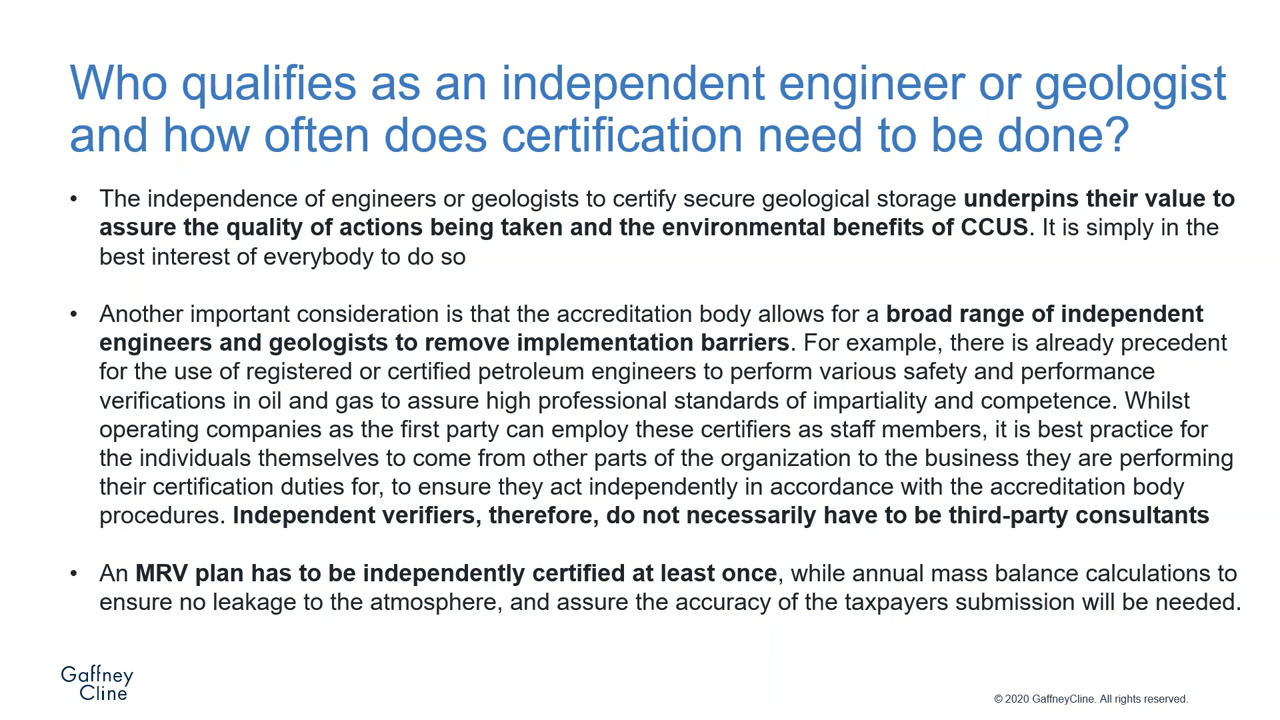 Who qualifies as an independent engineer or geologist
and how often does certification need to be done?
• The independence of engineers or geologists to certify secure geological storage underpins their value to
assure the quality of actions being taken and the environmental benefits of CCUS. It is simply in the
best interest of everybody to do so
• Another important consideration is that the accreditation body allows for a broad range of independent
engineers and geologists to remove implementation barriers. For example, there is already precedent
for the use of registered or certified petroleum engineers to perform various safety and performance
verifications in oil and gas to assure high professional standards of impartiality and competence. Whilst
operating companies as the first party can employ these certifiers as staff members, it is best practice for
the individuals themselves to come from other parts of the organization to the business they are performing
their certification duties for, to ensure they act independently in accordance with the accreditation body
procedures. Independent verifiers, therefore, do not necessarily have to be third-party consultants
• An MRV plan has to be independently certified at least once, while annual mass balance calculations to
ensure no leakage to the atmosphere, and assure the accuracy of the taxpayers submission will be needed.
Gaffney
Cline
© 2020 GaffneyCline. All rights reserved.